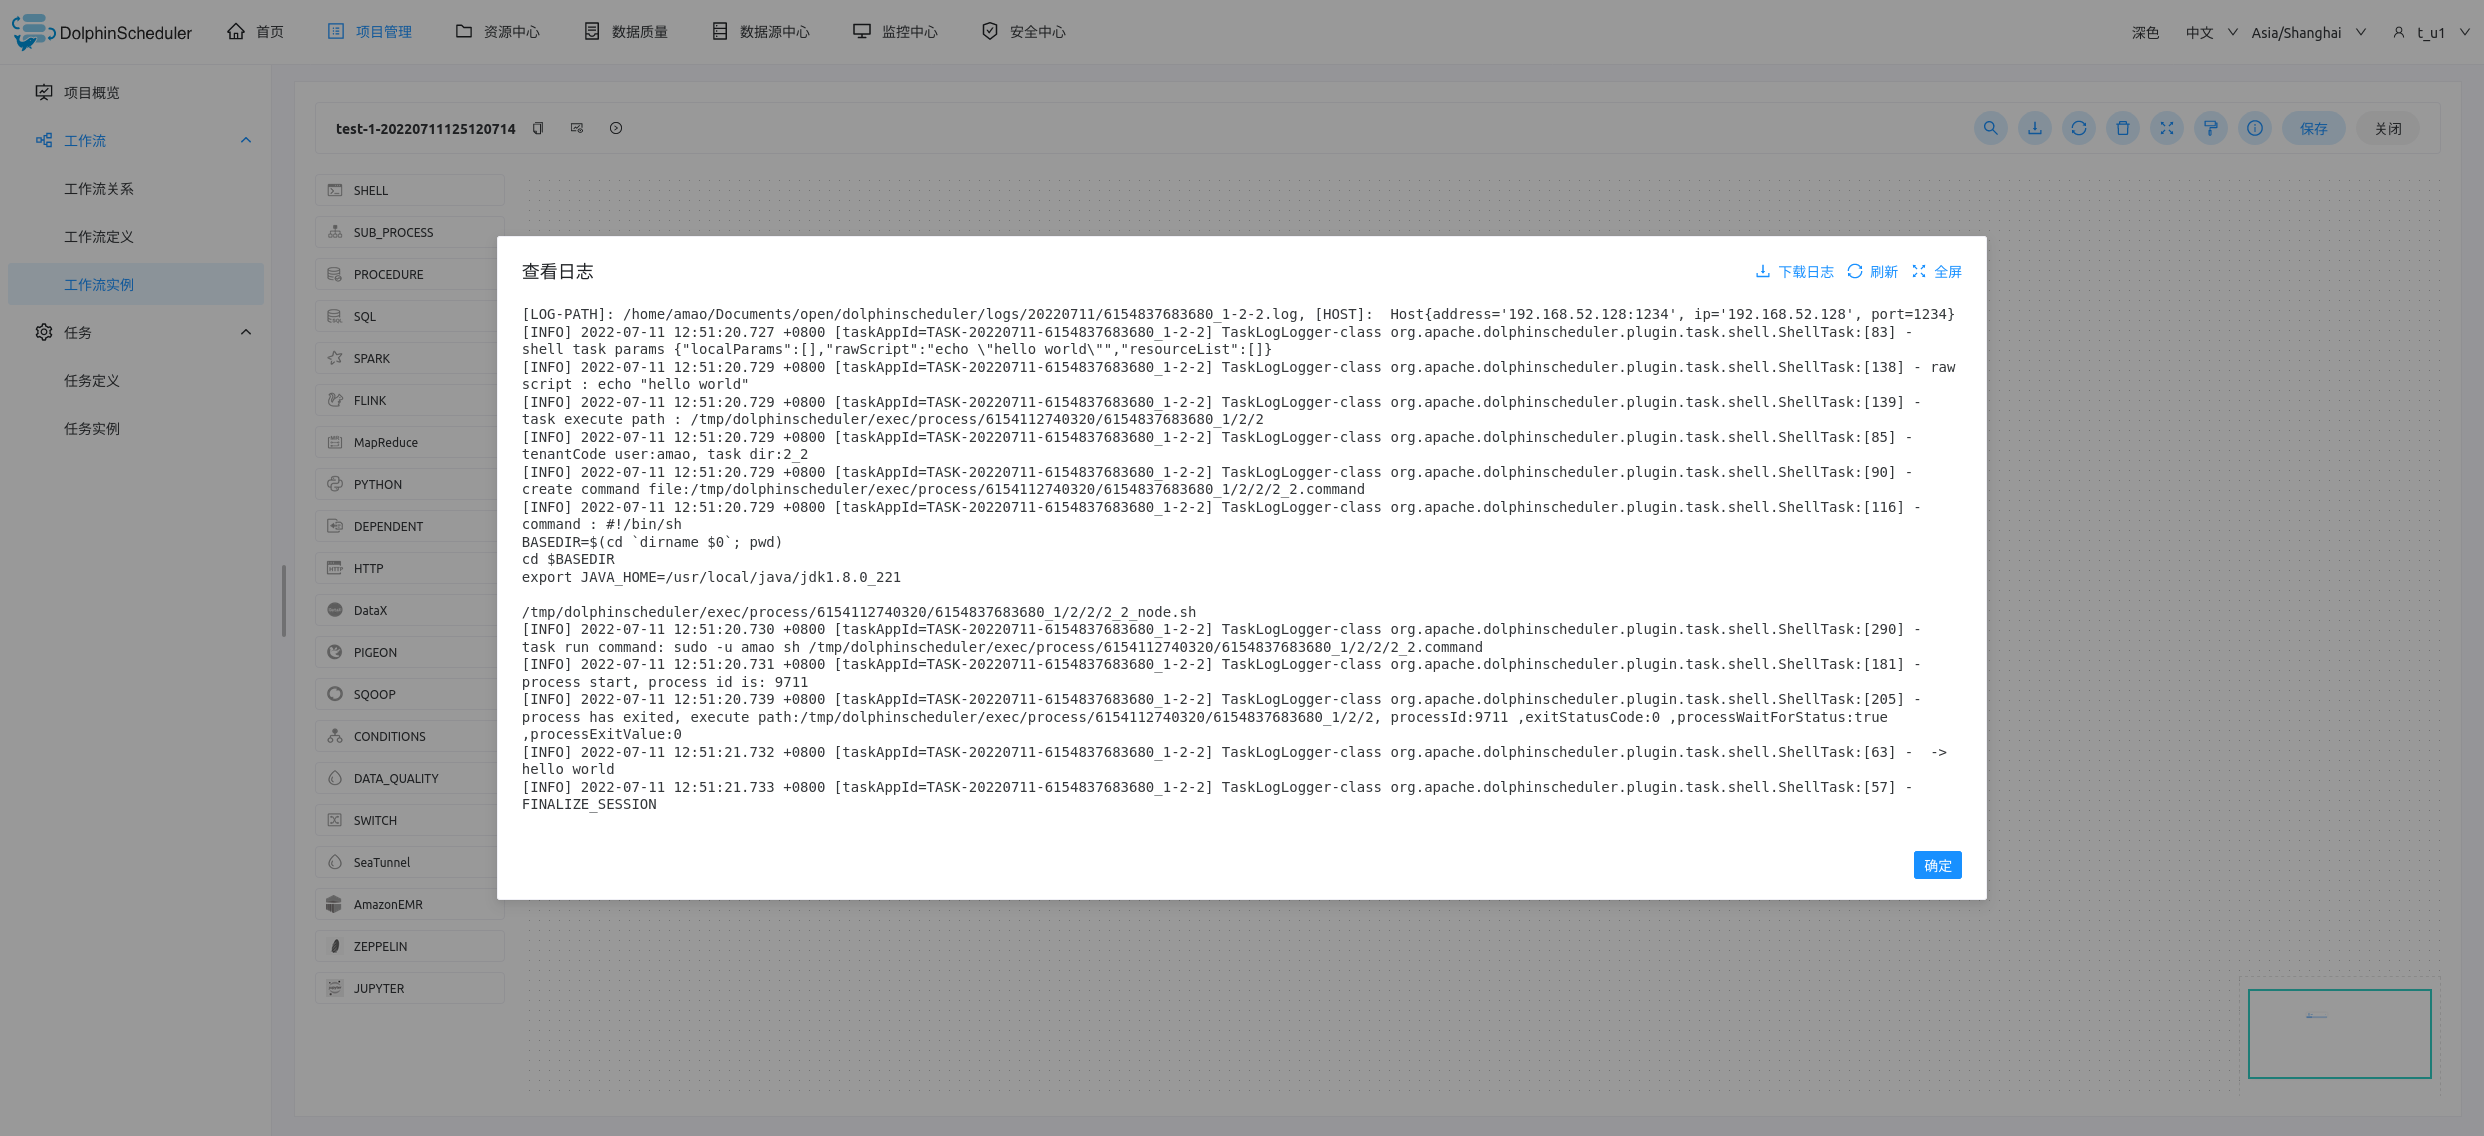 DolphinScheduler
首页
项目管理
资源中心
数据质量
数据源中心
监控中心
安全中心
深色
中文
Asia/Shanghai
t_u1
项目概览
工作流
工作流关系
工作流定义
工作流实例
任务
任务定义
任务实例
test-1-20220711125120714
保存
关闭
SHELL
SUB_PROCESS
PROCEDURE
SQL
SPARK
FLINK
MapReduce
PYTHON
DEPENDENT
HTTP
DataX
PIGEON
SQOOP
CONDITIONS
DATA_QUALITY
SWITCH
SeaTunnel
AmazonEMR
ZEPPELIN
JUPYTER
查看日志
下载日志
刷新
全屏
[LOG-PATH]: /home/amao/Documents/open/dolphinscheduler/logs/20220711/6154837683680_1-2-2.log, [HOST]:  Host{address='192.168.52.128:1234', ip='192.168.52.128', port=1234}
[INFO] 2022-07-11 12:51:20.727 +0800 [taskAppId=TASK-20220711-6154837683680_1-2-2] TaskLogLogger-class org.apache.dolphinscheduler.plugin.task.shell.ShellTask:[83] -
shell task params {"localParams":[],"rawScript":"echo \"hello world\"","resourceList":[]}
[INFO] 2022-07-11 12:51:20.729 +0800 [taskAppId=TASK-20220711-6154837683680_1-2-2] TaskLogLogger-class org.apache.dolphinscheduler.plugin.task.shell.ShellTask:[138] - raw
script : echo "hello world"
[INFO] 2022-07-11 12:51:20.729 +0800 [taskAppId=TASK-20220711-6154837683680_1-2-2] TaskLogLogger-class org.apache.dolphinscheduler.plugin.task.shell.ShellTask:[139] -
task execute path : /tmp/dolphinscheduler/exec/process/6154112740320/6154837683680_1/2/2
[INFO] 2022-07-11 12:51:20.729 +0800 [taskAppId=TASK-20220711-6154837683680_1-2-2] TaskLogLogger-class org.apache.dolphinscheduler.plugin.task.shell.ShellTask:[85] -
tenantCode user:amao, task dir:2_2
[INFO] 2022-07-11 12:51:20.729 +0800 [taskAppId=TASK-20220711-6154837683680_1-2-2] TaskLogLogger-class org.apache.dolphinscheduler.plugin.task.shell.ShellTask:[90] -
create command file:/tmp/dolphinscheduler/exec/process/6154112740320/6154837683680_1/2/2/2_2.command
[INFO] 2022-07-11 12:51:20.729 +0800 [taskAppId=TASK-20220711-6154837683680_1-2-2] TaskLogLogger-class org.apache.dolphinscheduler.plugin.task.shell.ShellTask:[116] -
command : #!/bin/sh
BASEDIR=$(cd `dirname $0`; pwd)
cd $BASEDIR
export JAVA_HOME=/usr/local/java/jdk1.8.0_221
/tmp/dolphinscheduler/exec/process/6154112740320/6154837683680_1/2/2/2_2_node.sh
[INFO] 2022-07-11 12:51:20.730 +0800 [taskAppId=TASK-20220711-6154837683680_1-2-2] TaskLogLogger-class org.apache.dolphinscheduler.plugin.task.shell.ShellTask:[290] -
task run command: sudo -u amao sh /tmp/dolphinscheduler/exec/process/6154112740320/6154837683680_1/2/2/2_2.command
[INFO] 2022-07-11 12:51:20.731 +0800 [taskAppId=TASK-20220711-6154837683680_1-2-2] TaskLogLogger-class org.apache.dolphinscheduler.plugin.task.shell.ShellTask:[181] -
process start, process id is: 9711
[INFO] 2022-07-11 12:51:20.739 +0800 [taskAppId=TASK-20220711-6154837683680_1-2-2] TaskLogLogger-class org.apache.dolphinscheduler.plugin.task.shell.ShellTask:[205] -
process has exited, execute path:/tmp/dolphinscheduler/exec/process/6154112740320/6154837683680_1/2/2, processId:9711 ,exitStatusCode:0 ,processWaitForStatus:true
,processExitValue:0
[INFO] 2022-07-11 12:51:21.732 +0800 [taskAppId=TASK-20220711-6154837683680_1-2-2] TaskLogLogger-class org.apache.dolphinscheduler.plugin.task.shell.ShellTask:[63] -  ->
hello world
[INFO] 2022-07-11 12:51:21.733 +0800 [taskAppId=TASK-20220711-6154837683680_1-2-2] TaskLogLogger-class org.apache.dolphinscheduler.plugin.task.shell.ShellTask:[57] -
FINALIZE_SESSION
确定